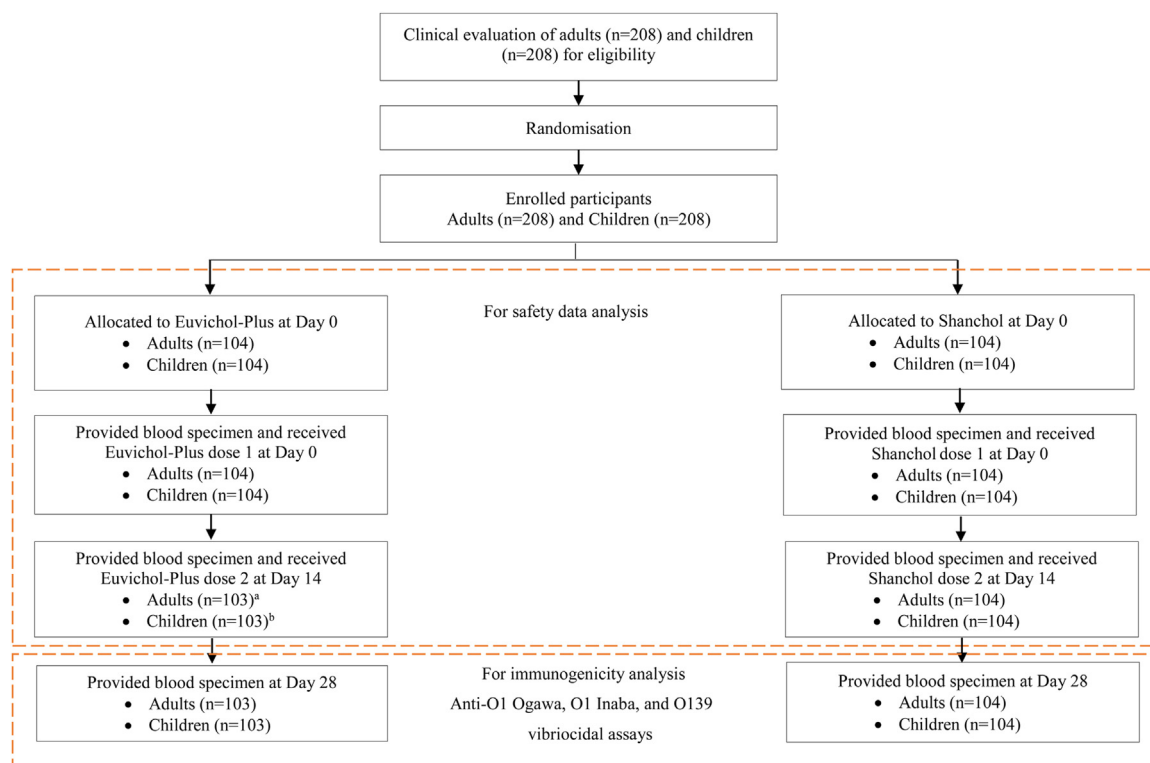 Clinical evaluation of adults (n=208) and children
(n=208) for eligibility
Randomisation
Enrolled participants
Adults (n=208) and Children (n=208)
For safety data analysis
Allocated to Euvichol-Plus at Day 0
• Adults (n=104)
• Children (n=104)
Provided blood specimen and received
Euvichol-Plus dose 1 at Day 0
• Adults (n=104)
• Children (n=104)
Provided blood specimen and received
Euvichol-Plus dose 2 at Day 14
• Adults (n=103)ᵃ
• Children (n=103)ᵇ
Allocated to Shanchol at Day 0
• Adults (n=104)
• Children (n=104)
Provided blood specimen and received
Shanchol dose 1 at Day 0
• Adults (n=104)
• Children (n=104)
Provided blood specimen and received
Shanchol dose 2 at Day 14
• Adults (n=104)
• Children (n=104)
Provided blood specimen at Day 28
• Adults (n=103)
• Children (n=103)
For immunogenicity analysis
Anti-O1 Ogawa, O1 Inaba, and O139
vibriocidal assays
Provided blood specimen at Day 28
• Adults (n=104)
• Children (n=104)